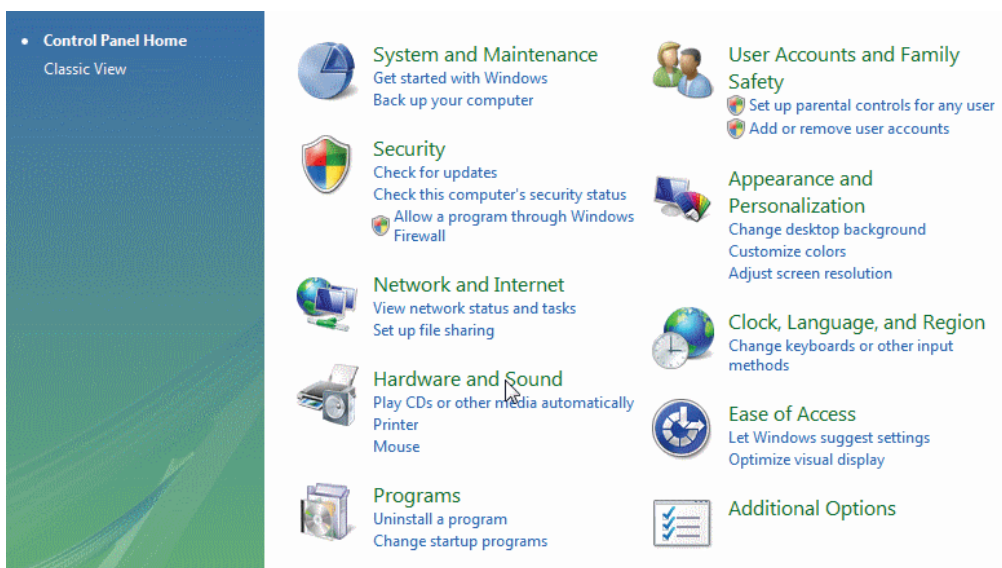 Control Panel Home
Classic View
System and Maintenance
Get started with Windows
Back up your computer
Security
Check for updates
Check this computer's security status
Allow a program through Windows
Firewall
Network and Internet
View network status and tasks
Set up file sharing
Hardware and Sound
Play CDs or other media automatically
Printer
Mouse
Programs
Uninstall a program
Change startup programs
User Accounts and Family
Safety
Set up parental controls for any user
Add or remove user accounts
Appearance and
Personalization
Change desktop background
Customize colors
Adjust screen resolution
Clock, Language, and Region
Change keyboards or other input
methods
Ease of Access
Let Windows suggest settings
Optimize visual display
Additional Options